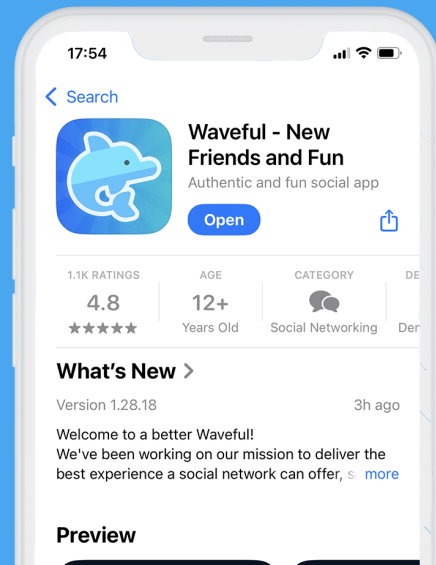 17:54
Search
Waveful - New
Friends and Fun
Authentic and fun social app
Open
1.1K RATINGS
AGE
CATEGORY
DE
4.8
12+
Years Old
Social Networking
Den
What's New
Version 1.28.18
3h ago
Welcome to a better Waveful!
We've been working on our mission to deliver the
best experience a social network can offer, s more
Preview